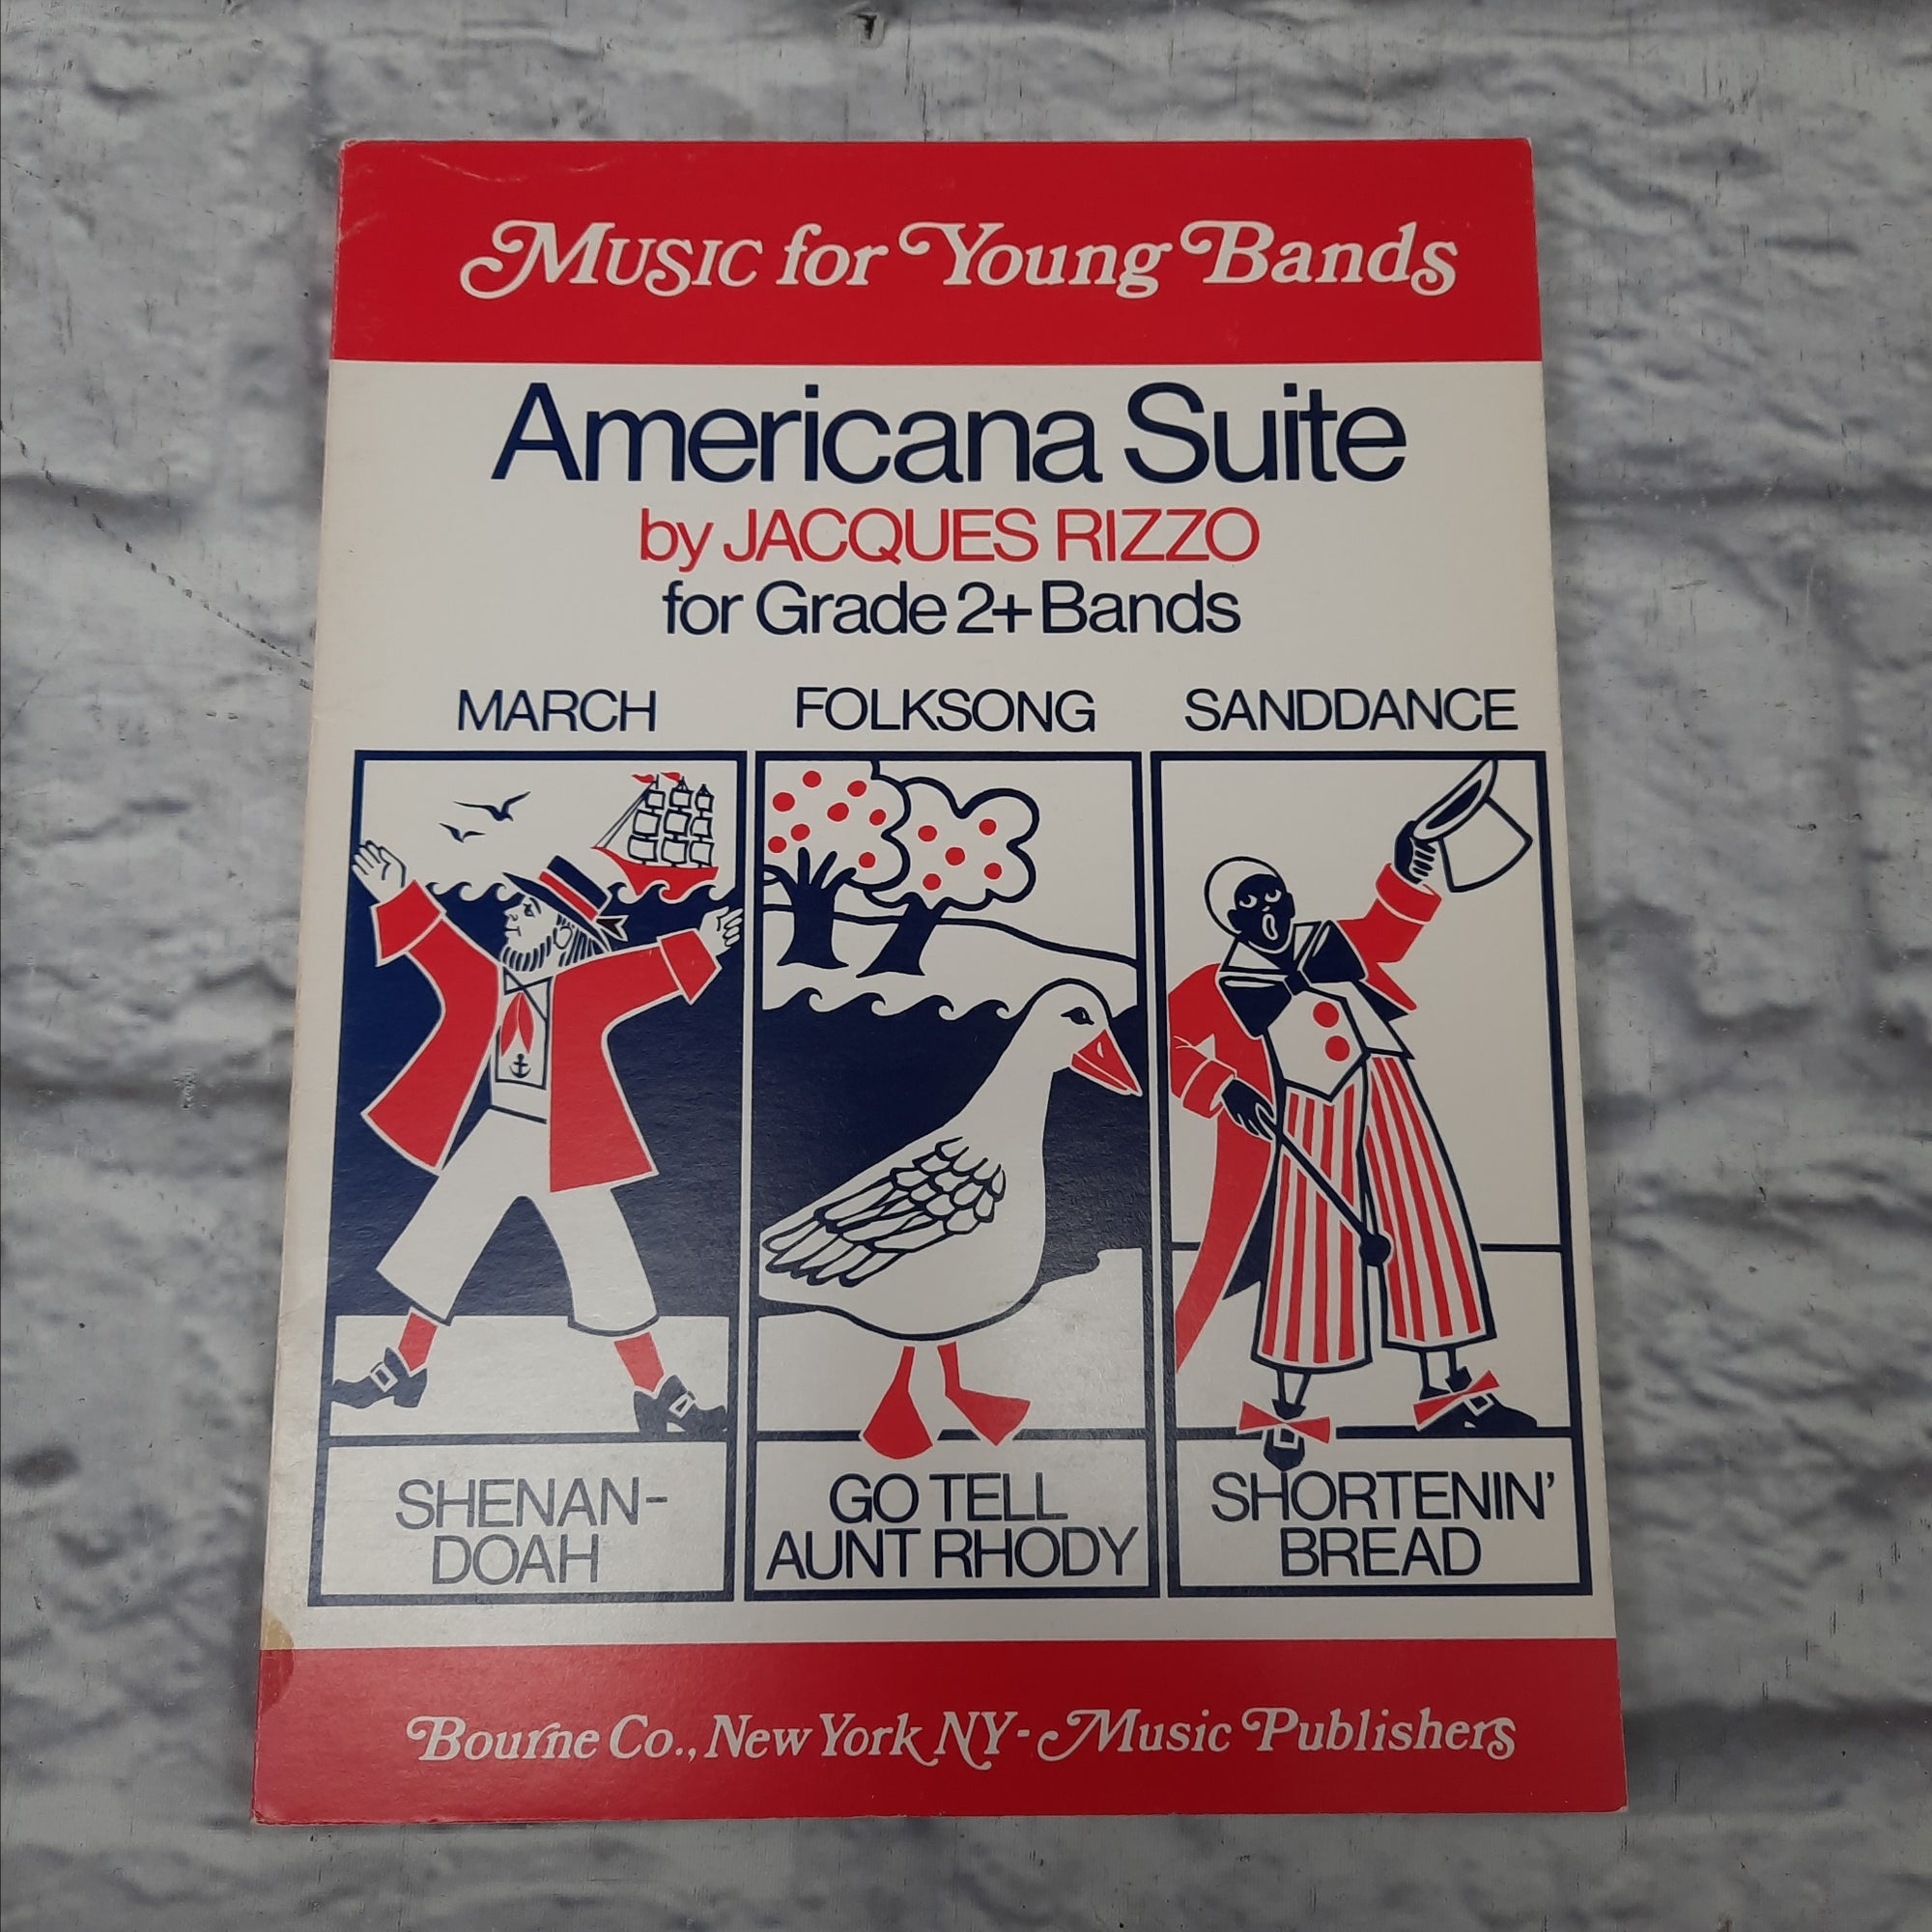 Music for Young Bands
Americana Suite
by JACQUES RIZZO
for Grade 2+ Bands
MARCH
FOLKSONG
SANDDANCE
SHENAN-
DOAH
GO TELL
AUNT RHODY
SHORTENIN'
BREAD
Bourne Co., New York NY - Music Publishers